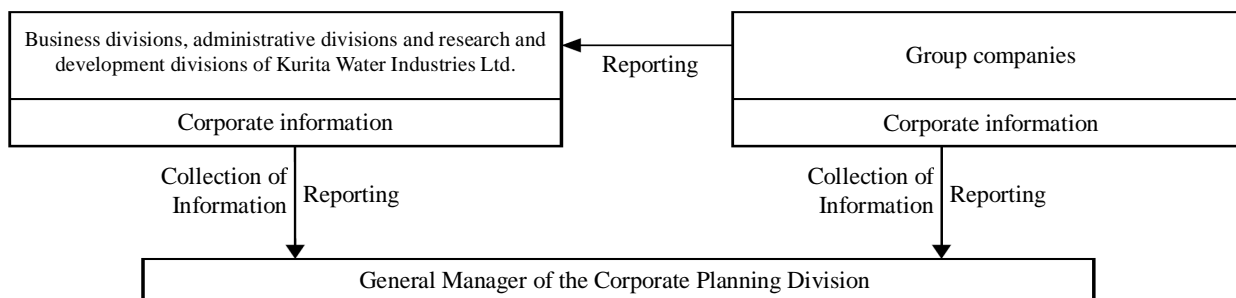 Business divisions, administrative divisions and research and
development divisions of Kurita Water Industries Ltd.
Corporate information
Reporting
Group companies
Corporate information
Collection of
Information
Reporting
Collection of
Information
Reporting
General Manager of the Corporate Planning Division